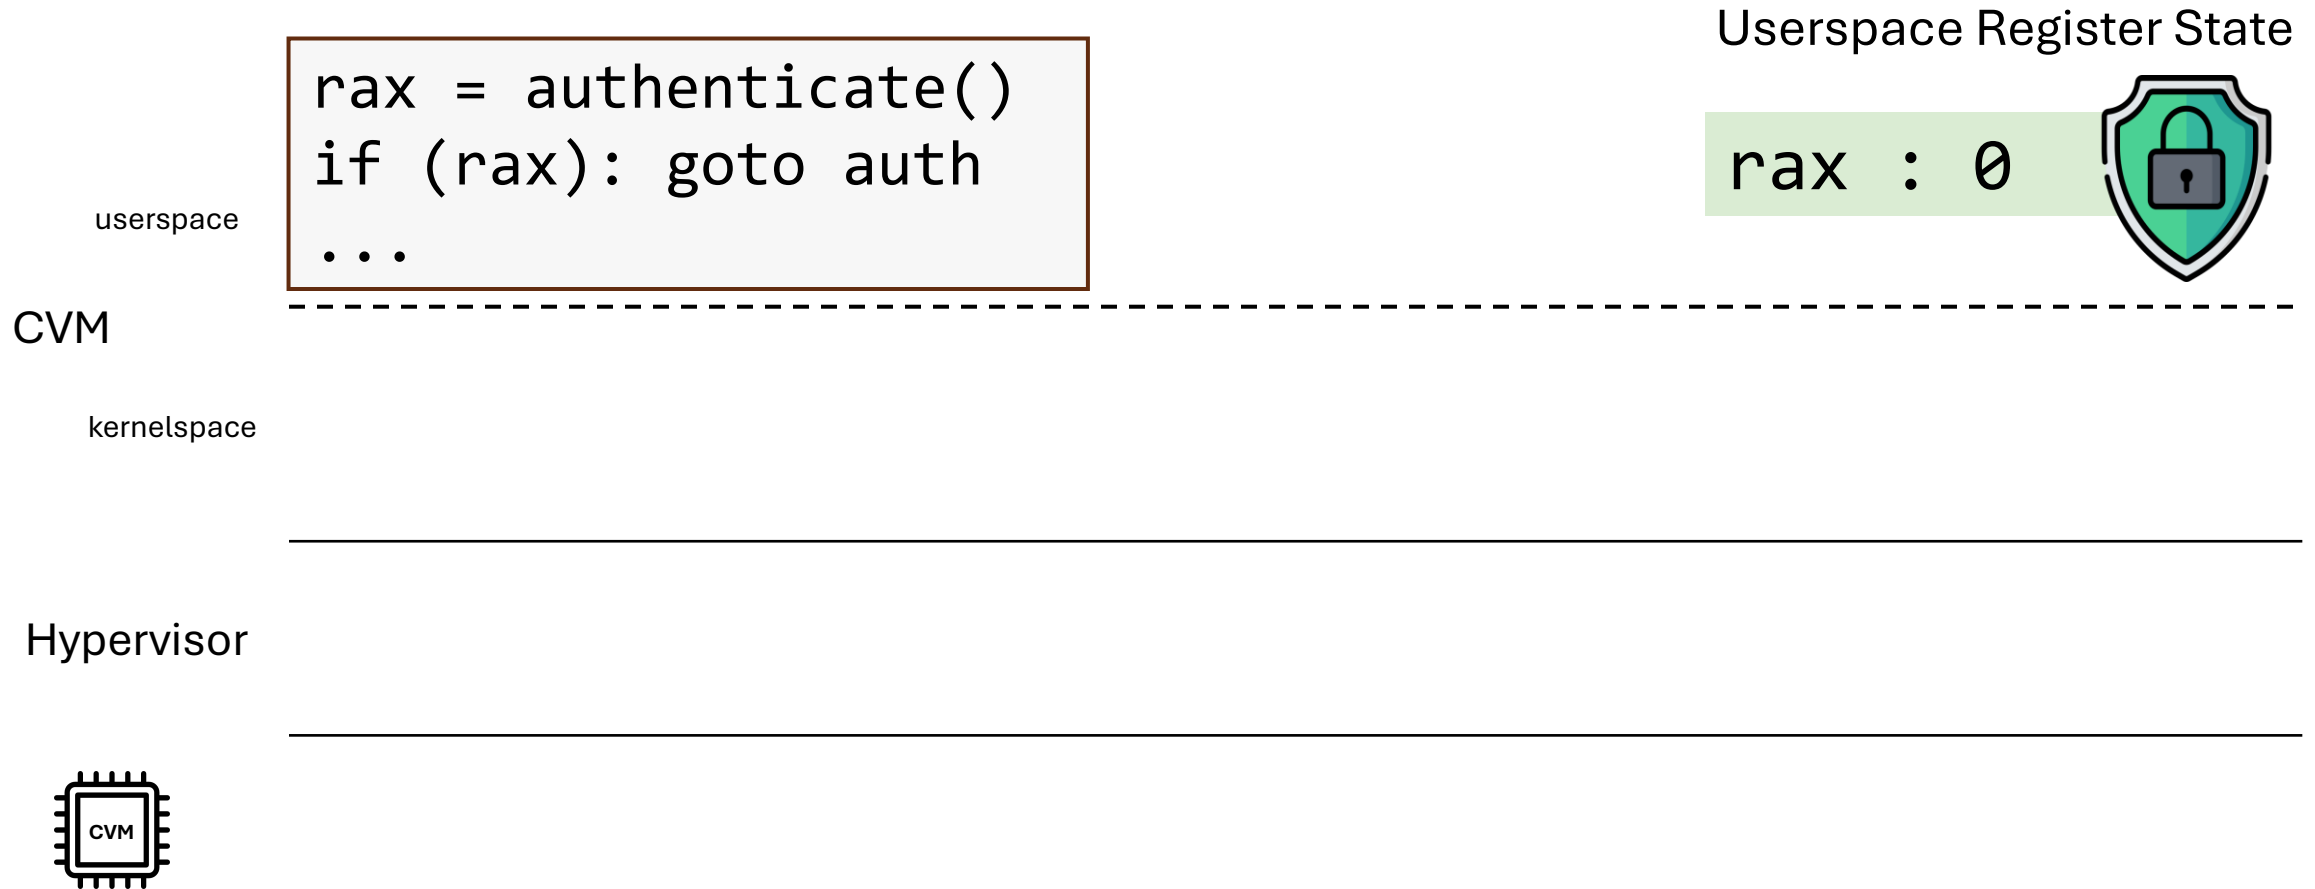 Userspace Register State
rax = authenticate()
if (rax): goto auth
...
rax : 0
userspace
CVM
kernelspace
Hypervisor
CVM